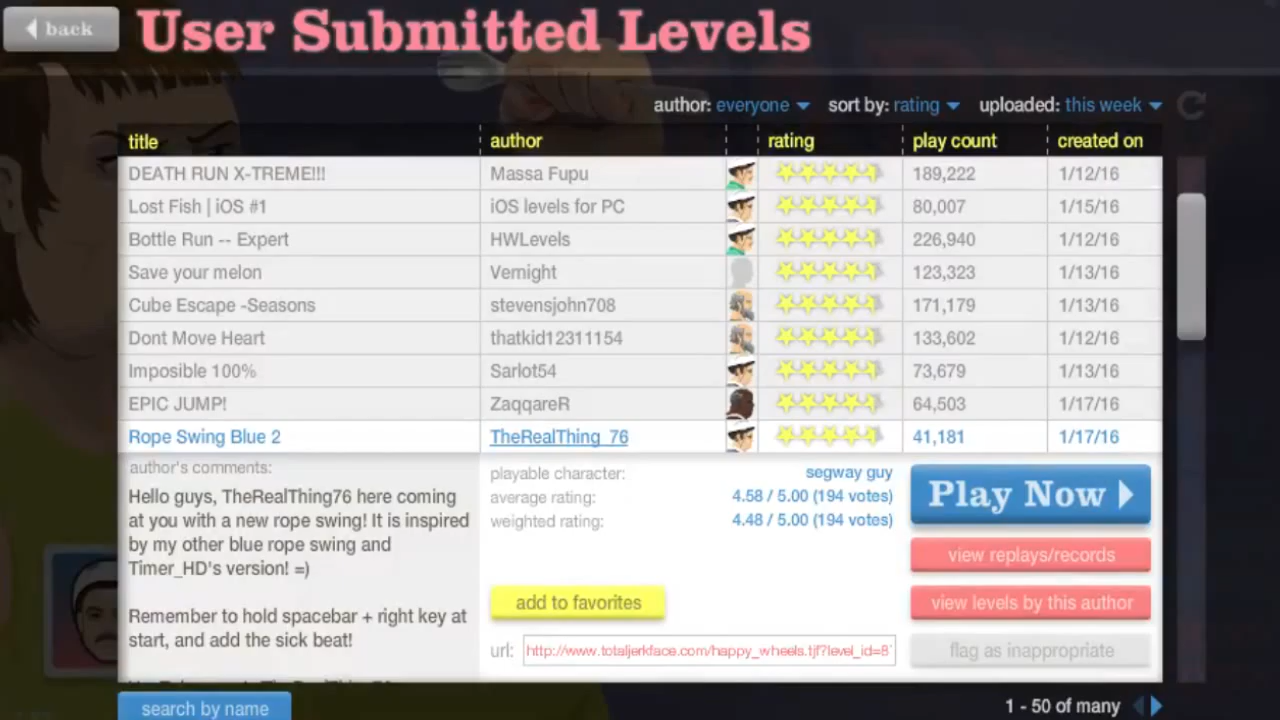 back
User Submitted Levels
author: everyone sort by: rating uploaded: this week
title author rating play count created on
DEATH RUN X-TREME!!! Massa Fupu 189,222 1/12/16
Lost Fish | iOS #1 iOS levels for PC 80,007 1/15/16
Bottle Run -- Expert HWLevels 226,940 1/12/16
Save your melon Vernight 123,323 1/13/16
Cube Escape -Seasons stevensjohn708 171,179 1/13/16
Dont Move Heart thatkid12311154 133,602 1/12/16
Imposible 100% Sarlot54 73,679 1/13/16
EPIC JUMP! ZaqqareR 64,503 1/17/16
Rope Swing Blue 2 TheRealThing_76 41,181 1/17/16
author's comments:
Hello guys, TheRealThing76 here coming
at you with a new rope swing! It is inspired
by my other blue rope swing and
Timer_HD's version! =)
Remember to hold spacebar + right key at
start, and add the sick beat!
playable character: segway guy
average rating: 4.58 / 5.00 (194 votes)
weighted rating: 4.48 / 5.00 (194 votes)
add to favorites
url: http://www.totaljerkface.com/happy_wheels.tjf?level_id=8
Play Now
view replays/records
view levels by this author
flag as inappropriate
search by name
1 - 50 of many